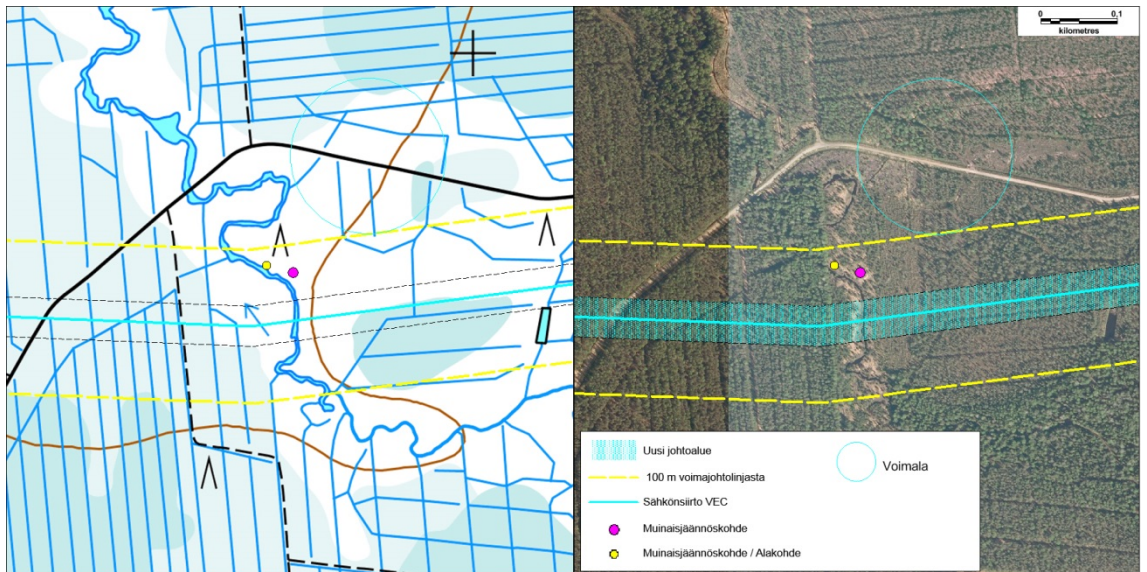 0 0,1
kilometres
Uusi johtoalue
100 m voimajohtolinjasta
Sähkönsiirto VEC
Muinaisjäännöskohde
Muinaisjäännöskohde / Alakohde
Voimala